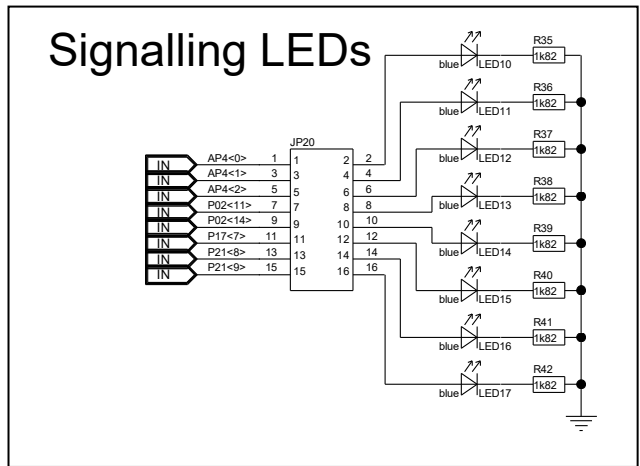 Signalling LEDs
R35
blue LED10 1k82
R36
blue LED11 1k82
R37
blue LED12 1k82
R38
blue LED13 1k82
R39
blue LED14 1k82
R40
blue LED15 1k82
R41
blue LED16 1k82
R42
blue LED17 1k82
JP20
IN AP4<0> 1 1 2 2
IN AP4<1> 3 3 4 4
IN AP4<2> 5 5 6 6
IN P02<11> 7 7 8 8
IN P02<14> 9 9 10 10
IN P17<7> 11 11 12 12
IN P21<8> 13 13 14 14
IN P21<9> 15 15 16 16